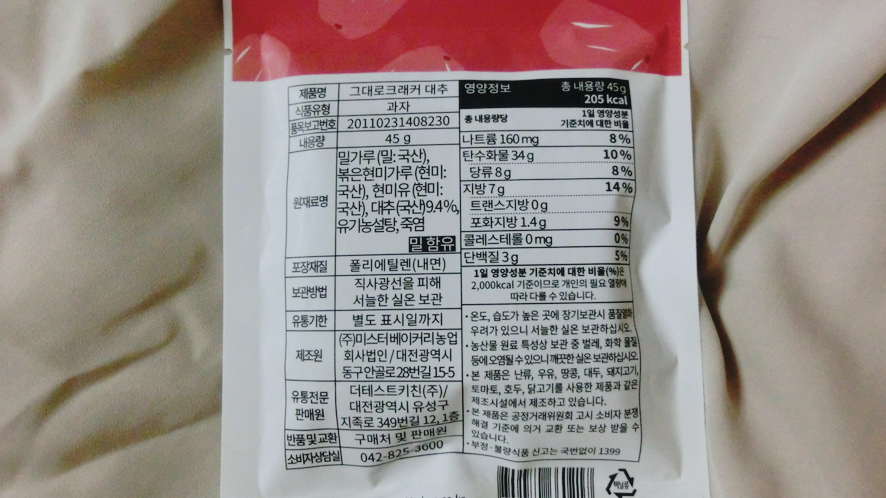 제품명 그대로크래커 대추
식품유형 과자
품목보고번호 20110231408230
내용량 45 g
원재료명
밀가루 (밀: 국산),
볶은현미가루 (현미:
국산), 현미유 (현미:
국산), 대추(국산)9.4%,
유기농설탕, 죽염
밀 함유
포장재질 폴리에틸렌(내면)
보관방법
직사광선을 피해
서늘한 실온 보관
유통기한 별도 표시일까지
제조원
(주)미스터베이커리농업
회사법인 / 대전광역시
동구 안골로28번길 15-5
유통전문
판매원
더테스트키친(주)/
대전광역시 유성구
지족로 349번길 12, 1층
반품 및 교환 구매처 및 판매원
소비자상담실 042-825-3600
영양정보 총 내용량 45g
205 kcal
총 내용량당
1일 영양성분
기준치에 대한 비율
나트륨 160mg 8%
탄수화물 34g 10%
당류 8g 8%
지방 7g 14%
트랜스지방 0g
포화지방 1.4g 9%
콜레스테롤 0mg 0%
단백질 3g 5%
1일 영양성분 기준치에 대한 비율(%)은
2,000kcal 기준이므로 개인의 필요 열량에
따라 다를 수 있습니다.
· 온도, 습도가 높은 곳에 장기보관시 품질열화
우려가 있으니 서늘한 실온 보관하십시오.
· 농산물 원료 특성상 보관 중 벌레, 화학 물질
등에 오염될 수 있으니 깨끗한 실온 보관하십시오.
· 본 제품은 난류, 우유, 땅콩, 대두, 돼지고기,
토마토, 호두, 닭고기를 사용한 제품과 같은
제조시설에서 제조하고 있습니다.
· 본 제품은 공정거래위원회 고시 소비자 분쟁
해결 기준에 의거 교환 또는 보상 받을 수
있습니다.
· 부정·불량식품 신고는 국번없이 1399
비닐류